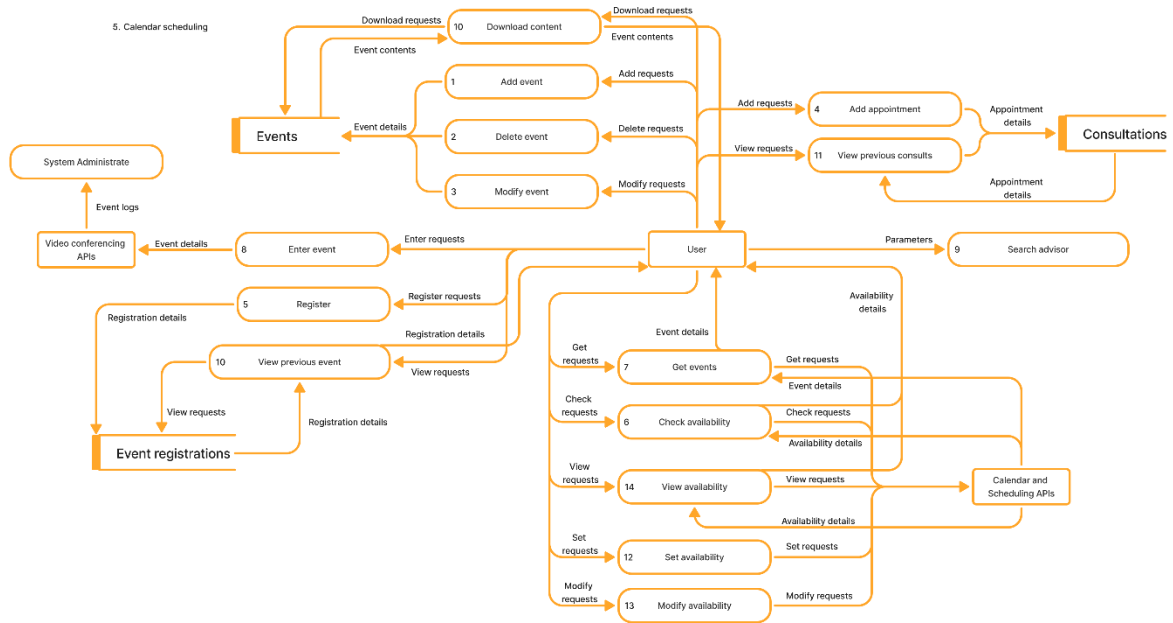 5. Calendar scheduling
Download requests
10 Download content
Download requests
Event contents
Event contents
1 Add event
Add requests
Event details
2 Delete event
Delete requests
3 Modify event
Modify requests
Events
Add requests
4 Add appointment
Appointment
details
View requests
11 View previous consults
Consultations
Appointment
details
System Administrate
Event logs
Video conferencing
APIs
Event details
8 Enter event
Enter requests
User
Parameters
9 Search advisor
5 Register
Register requests
Registration details
Registration details
10 View previous event
View requests
View requests
Registration details
Event registrations
Availability
details
Event details
Get
requests
7 Get events
Get requests
Event details
Check
requests
6 Check availability
Check requests
Availability details
View
requests
14 View availability
View requests
Calendar and
Scheduling APIs
Availability details
Set
requests
12 Set availability
Set requests
Modify
requests
13 Modify availability
Modify requests